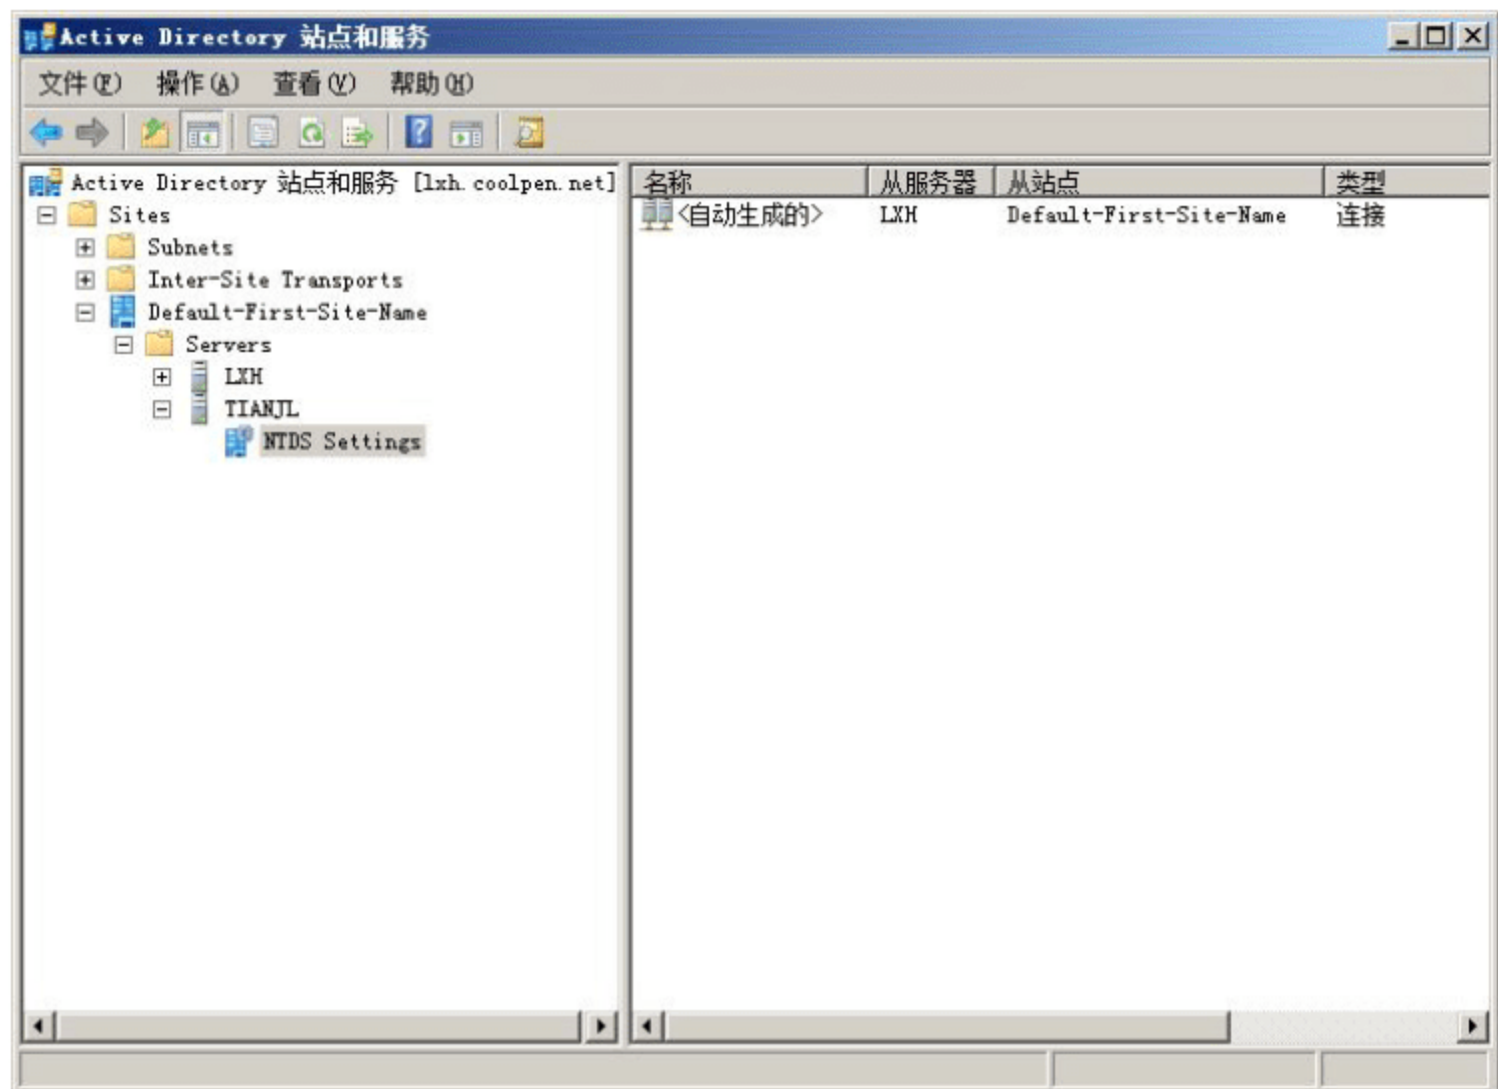 Active Directory 站点和服务
文件(F) 操作(A) 查看(V) 帮助(H)
Active Directory 站点和服务 [lxh.coolpen.net]
Sites
Subnets
Inter-Site Transports
Default-First-Site-Name
Servers
LXH
TIANJL
NTDS Settings
名称 从服务器 从站点 类型
<自动生成的> LXH Default-First-Site-Name 连接